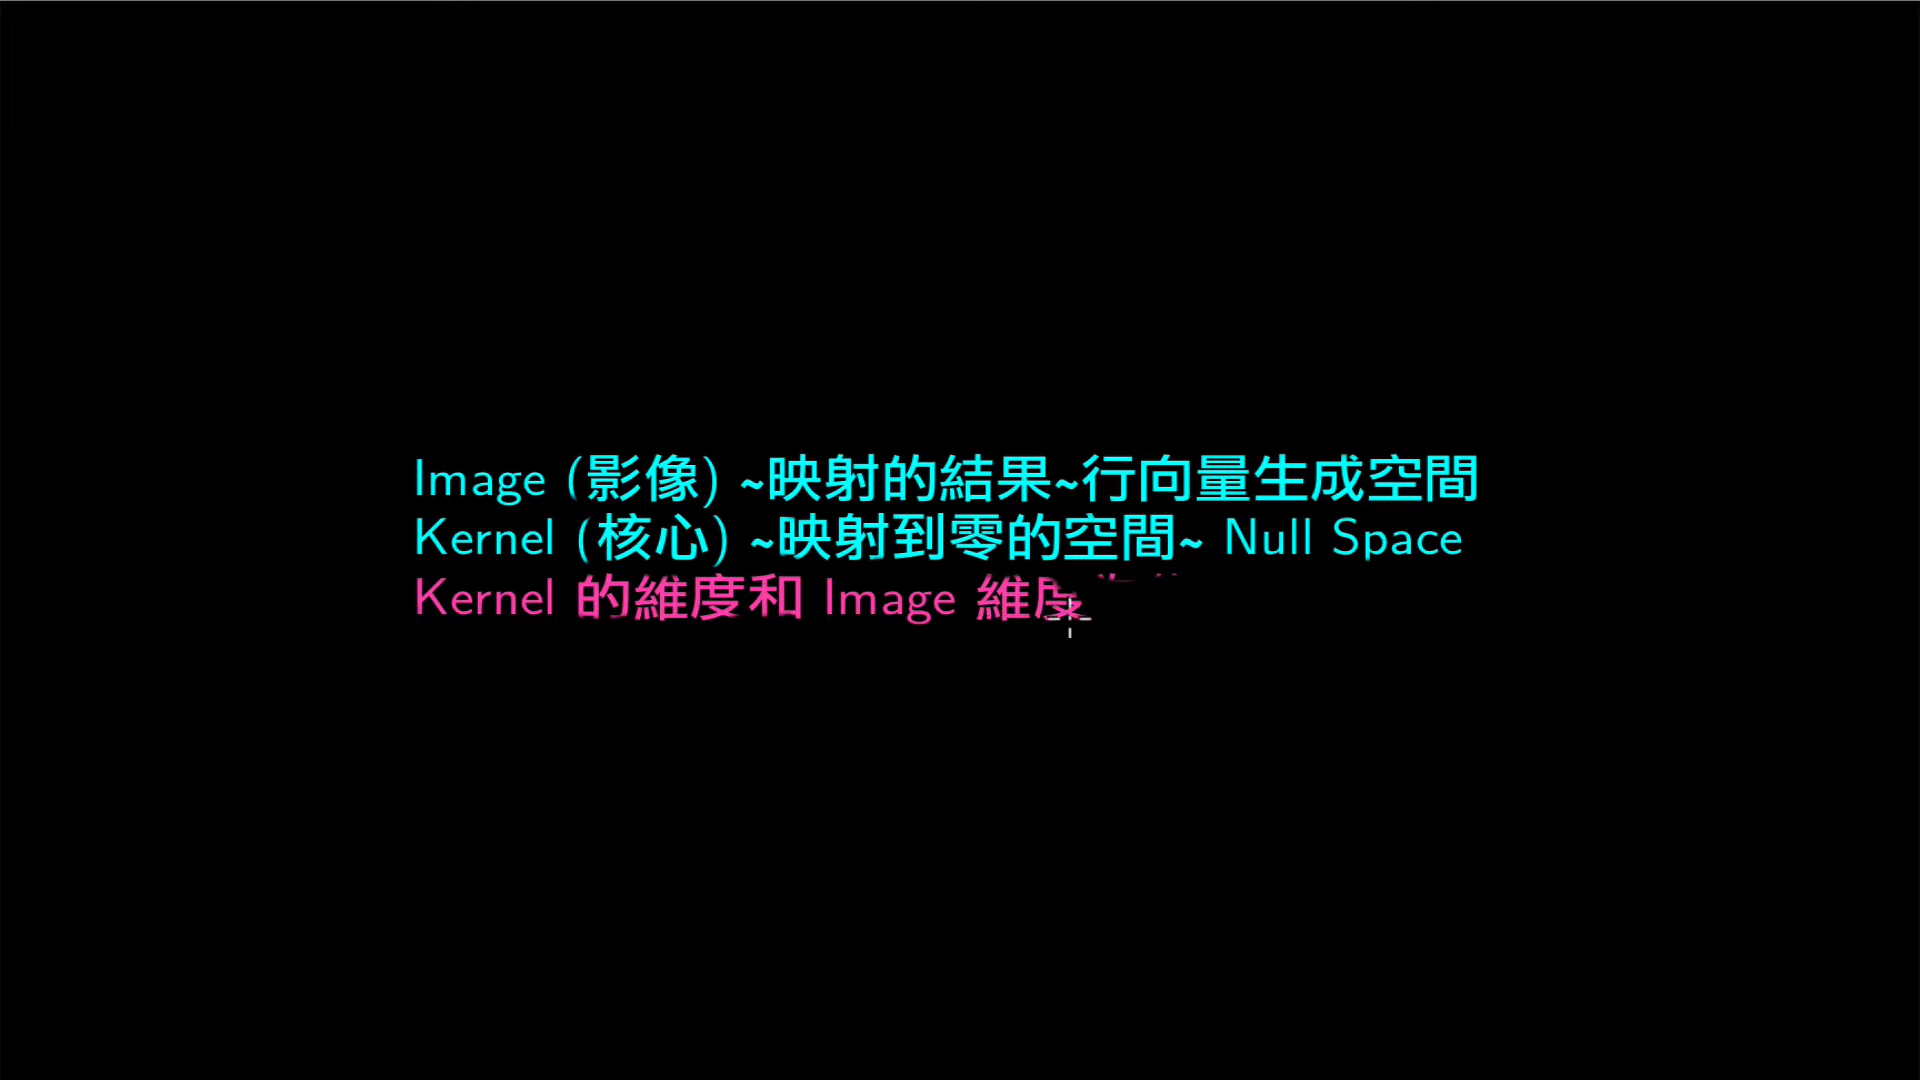 Image (影像) ~映射的結果~行向量生成空間
Kernel (核心) ~映射到零的空間~ Null Space
Kernel 的維度和 Image 維度